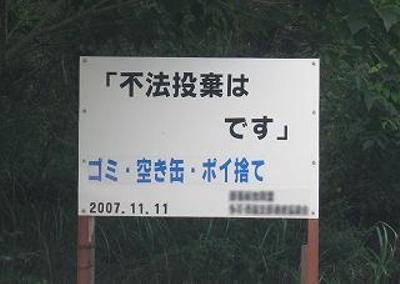 「不法投棄は
です」
ゴミ・空き缶・ポイ捨て
2007.11.11